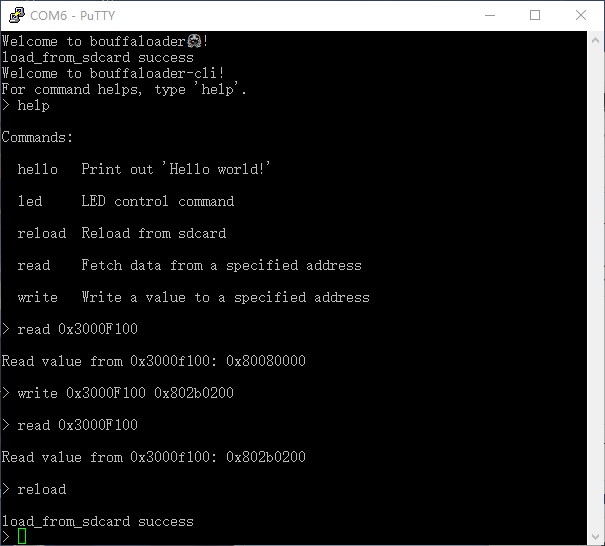 COM6 - PuTTY
Welcome to bouffaloader🐼!
load_from_sdcard success
Welcome to bouffaloader-cli!
For command helps, type 'help'.
> help
Commands:
hello Print out 'Hello world!'
led LED control command
reload Reload from sdcard
read Fetch data from a specified address
write Write a value to a specified address
> read 0x3000F100
Read value from 0x3000f100: 0x80080000
> write 0x3000F100 0x802b0200
> read 0x3000F100
Read value from 0x3000f100: 0x802b0200
> reload
load_from_sdcard success
>